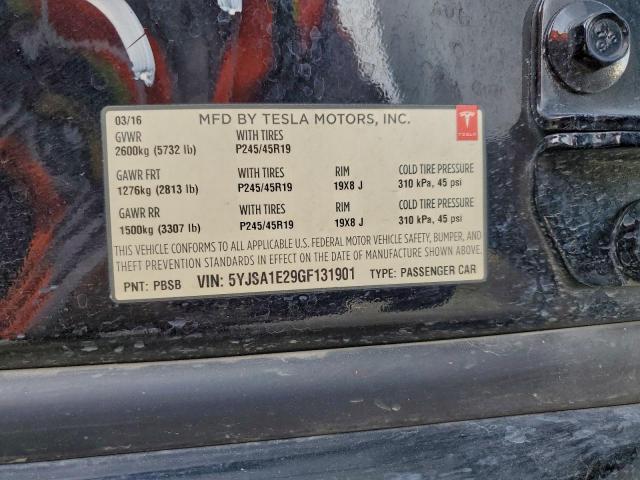 03/16 MFD BY TESLA MOTORS, INC.
GVWR WITH TIRES
2600kg (5732 lb) P245/45R19
TESLA
GAWR FRT WITH TIRES RIM COLD TIRE PRESSURE
1276kg (2813 lb) P245/45R19 19X8 J 310 kPa, 45 psi
GAWR RR WITH TIRES RIM COLD TIRE PRESSURE
1500kg (3307 lb) P245/45R19 19X8 J 310 kPa, 45 psi
THIS VEHICLE CONFORMS TO ALL APPLICABLE U.S. FEDERAL MOTOR VEHICLE SAFETY, BUMPER, AND
THEFT PREVENTION STANDARDS IN EFFECT ON THE DATE OF MANUFACTURE SHOWN ABOVE.
PNT: PBSB VIN: 5YJSA1E29GF131901 TYPE: PASSENGER CAR